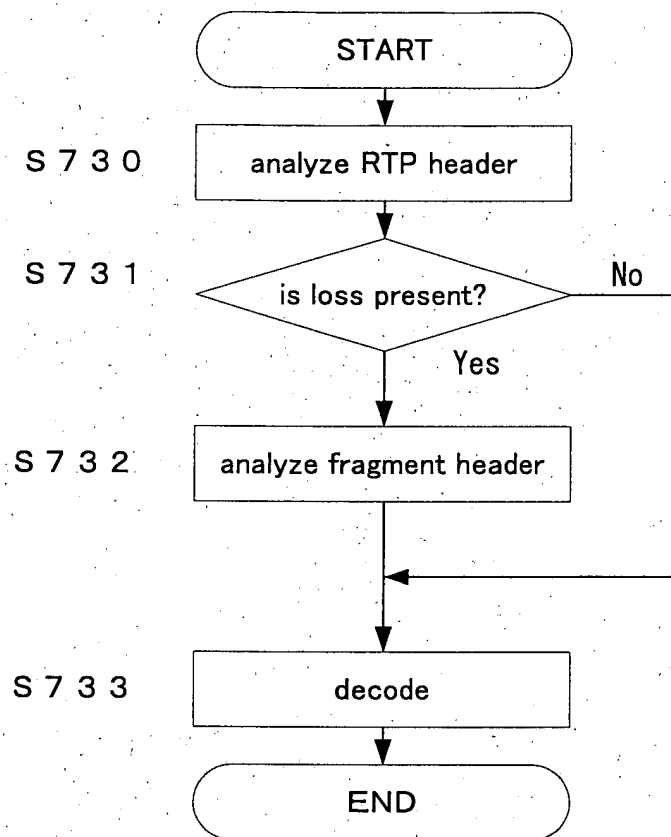 START
S730 analyze RTP header
S731 is loss present? No
Yes
S732 analyze fragment header
S733 decode
END